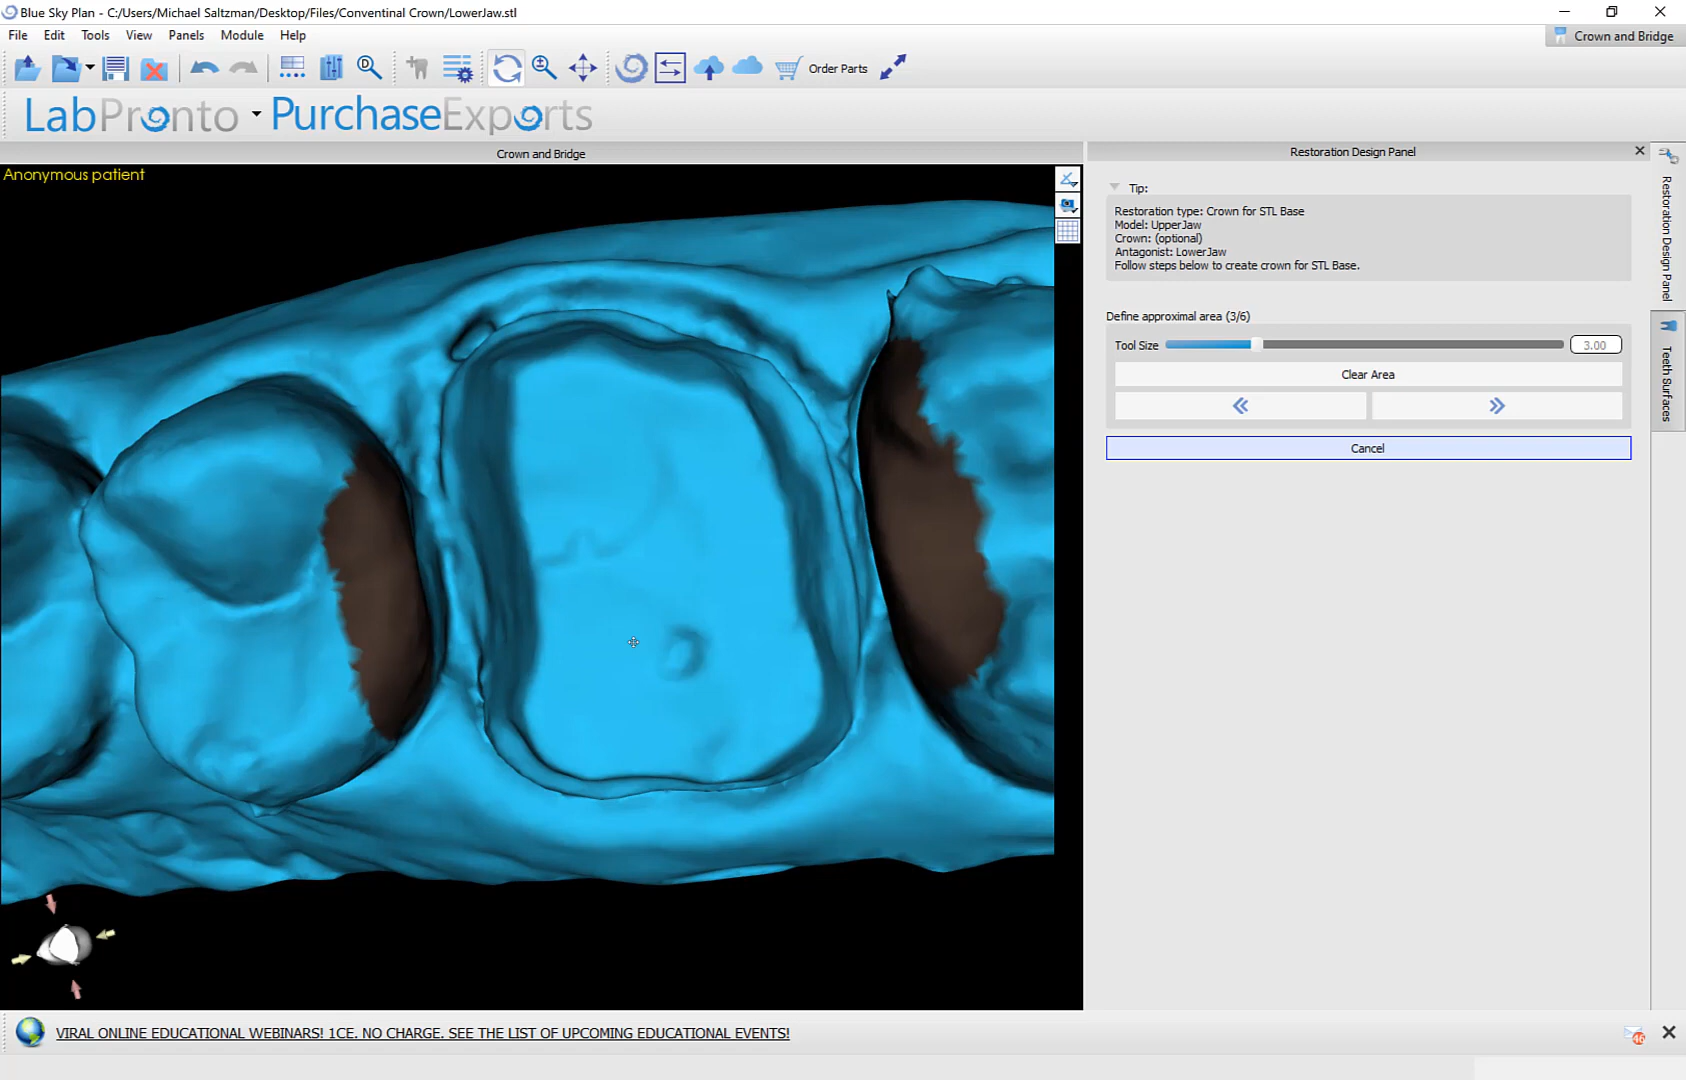 Blue Sky Plan - C:/Users/Michael Saltzman/Desktop/Files/Conventinal Crown/LowerJaw.stl
File Edit Tools View Panels Module Help
Crown and Bridge
D
Order Parts
LabPronto PurchaseExports
Crown and Bridge
Restoration Design Panel
Anonymous patient
Tip:
Restoration type: Crown for STL Base
Model: UpperJaw
Crown: (optional)
Antagonist: LowerJaw
Follow steps below to create crown for STL Base.
Define approximal area (3/6)
Tool Size 3.00
Clear Area
Cancel
Restoration Design Panel
Teeth Surfaces
VIRAL ONLINE EDUCATIONAL WEBINARS! 1CE. NO CHARGE. SEE THE LIST OF UPCOMING EDUCATIONAL EVENTS!
46